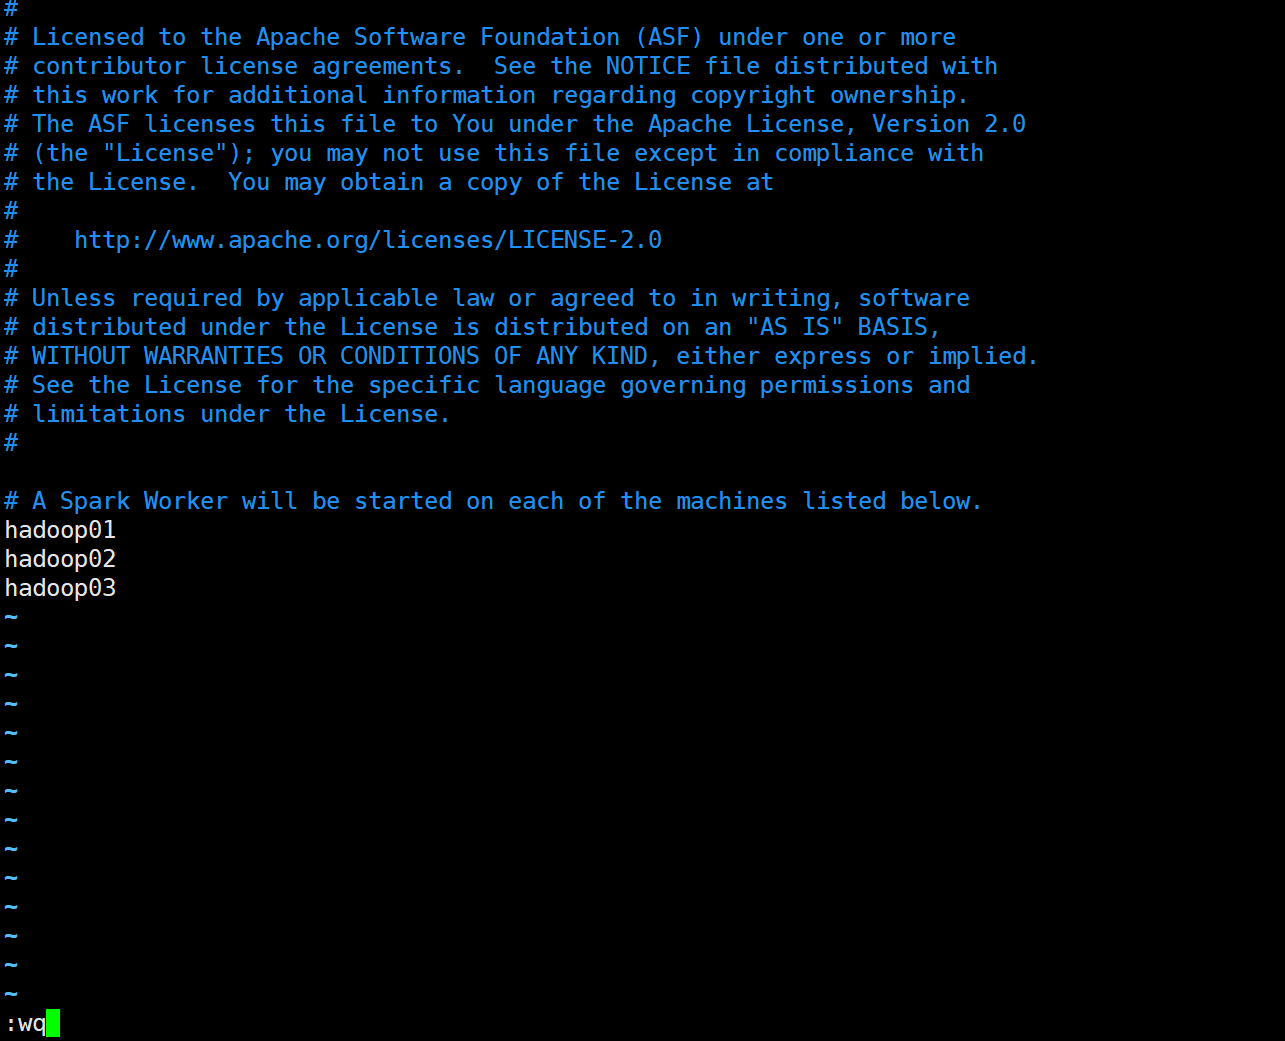 #
# Licensed to the Apache Software Foundation (ASF) under one or more
# contributor license agreements.  See the NOTICE file distributed with
# this work for additional information regarding copyright ownership.
# The ASF licenses this file to You under the Apache License, Version 2.0
# (the "License"); you may not use this file except in compliance with
# the License.  You may obtain a copy of the License at
#
#    http://www.apache.org/licenses/LICENSE-2.0
#
# Unless required by applicable law or agreed to in writing, software
# distributed under the License is distributed on an "AS IS" BASIS,
# WITHOUT WARRANTIES OR CONDITIONS OF ANY KIND, either express or implied.
# See the License for the specific language governing permissions and
# limitations under the License.
#

# A Spark Worker will be started on each of the machines listed below.
hadoop01
hadoop02
hadoop03
~
~
~
~
~
~
~
~
~
~
~
~
~
~
:wq